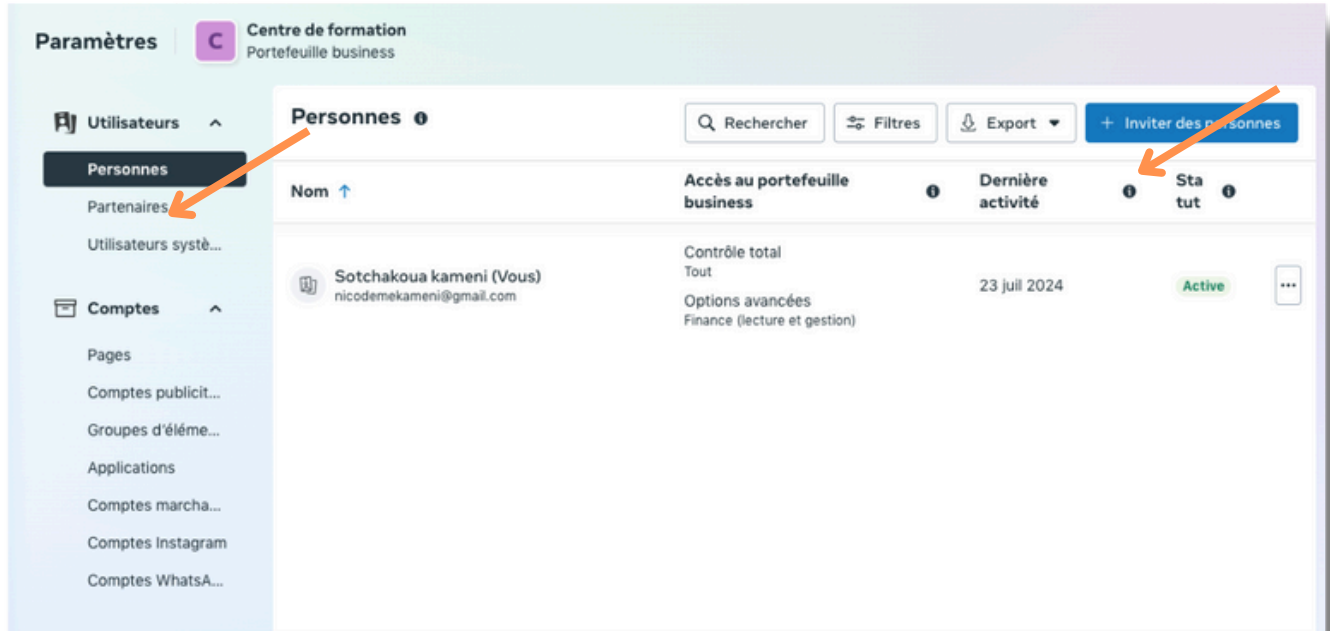 Paramètres
C
Centre de formation
Portefeuille business
Utilisateurs
Personnes
Partenaires
Utilisateurs systè...
Comptes
Pages
Comptes publicit...
Groupes d'éléme...
Applications
Comptes marcha...
Comptes Instagram
Comptes WhatsA...
Personnes
Rechercher
Filtres
Export
+ Inviter des personnes
Nom ↑
Accès au portefeuille
business
Dernière
activité
Sta
tut
Sotchakoua kameni (Vous)
nicodemekameni@gmail.com
Contrôle total
Tout
Options avancées
Finance (lecture et gestion)
23 juil 2024
Active
...